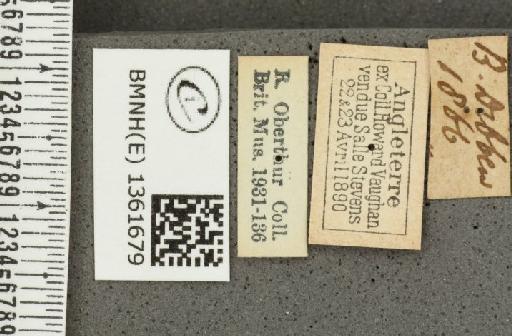 BMNH(E) 1361679
R. Oberthür Coll.
Brit. Mus. 1931-136
Angleterre
ex Coll. Howard Vaughan
vendue Salle Stevens
22 & 23 Avril 1890
1886